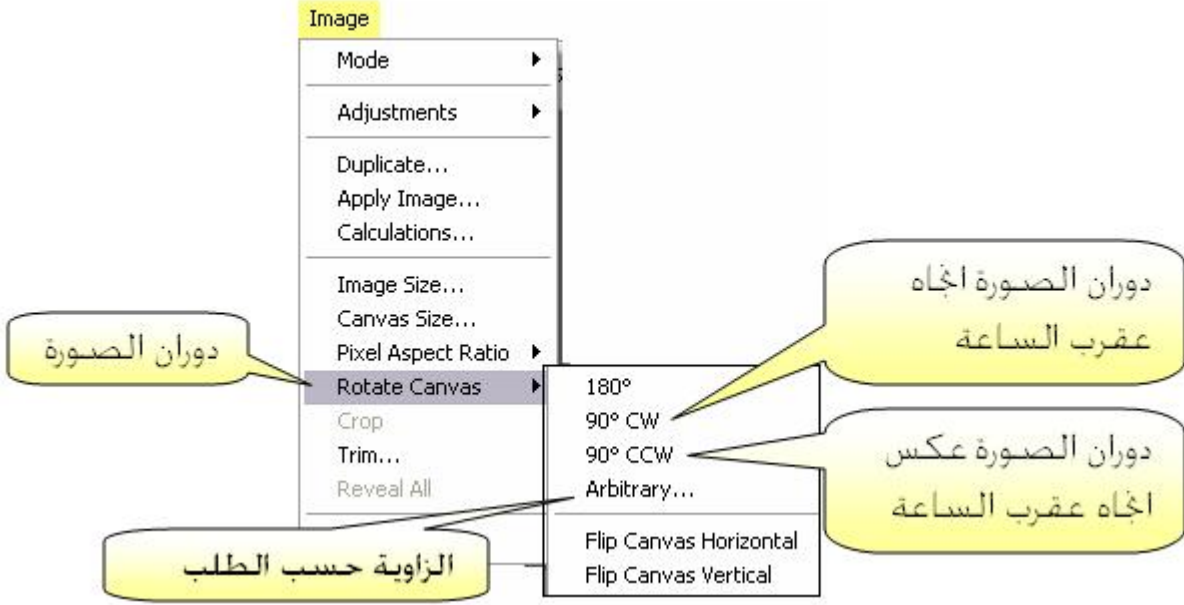 Image
Mode
Adjustments
Duplicate...
Apply Image...
Calculations...
Image Size...
Canvas Size...
Pixel Aspect Ratio
Rotate Canvas
Crop
Trim...
Reveal All
180°
90° CW
90° CCW
Arbitrary...
Flip Canvas Horizontal
Flip Canvas Vertical
دوران الصورة
دوران الصورة اتجاه
عقرب الساعة
دوران الصورة عكس
اتجاه عقرب الساعة
الزاوية حسب الطلب